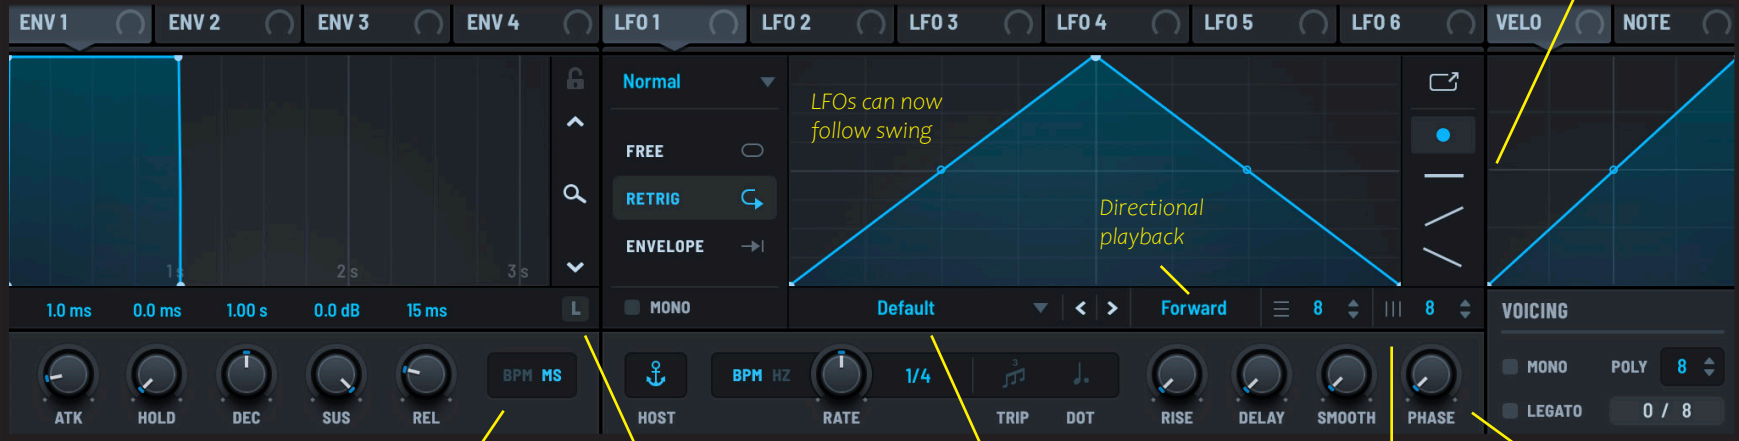 ENV 1 ENV 2 ENV 3 ENV 4 LFO 1 LFO 2 LFO 3 LFO 4 LFO 5 LFO 6 VELO NOTE
Normal
LFOs can now
follow swing
FREE
RETRIG
Directional
playback
ENVELOPE
1 s 2 s 3 s
1.0 ms 0.0 ms 1.00 s 0.0 dB 15 ms L MONO Default < > Forward 8 8 VOICING
MONO POLY 8
BPM MS BPM HZ 1/4 3
ATK HOLD DEC SUS REL HOST RATE TRIP DOT RISE DELAY SMOOTH PHASE LEGATO 0 / 8